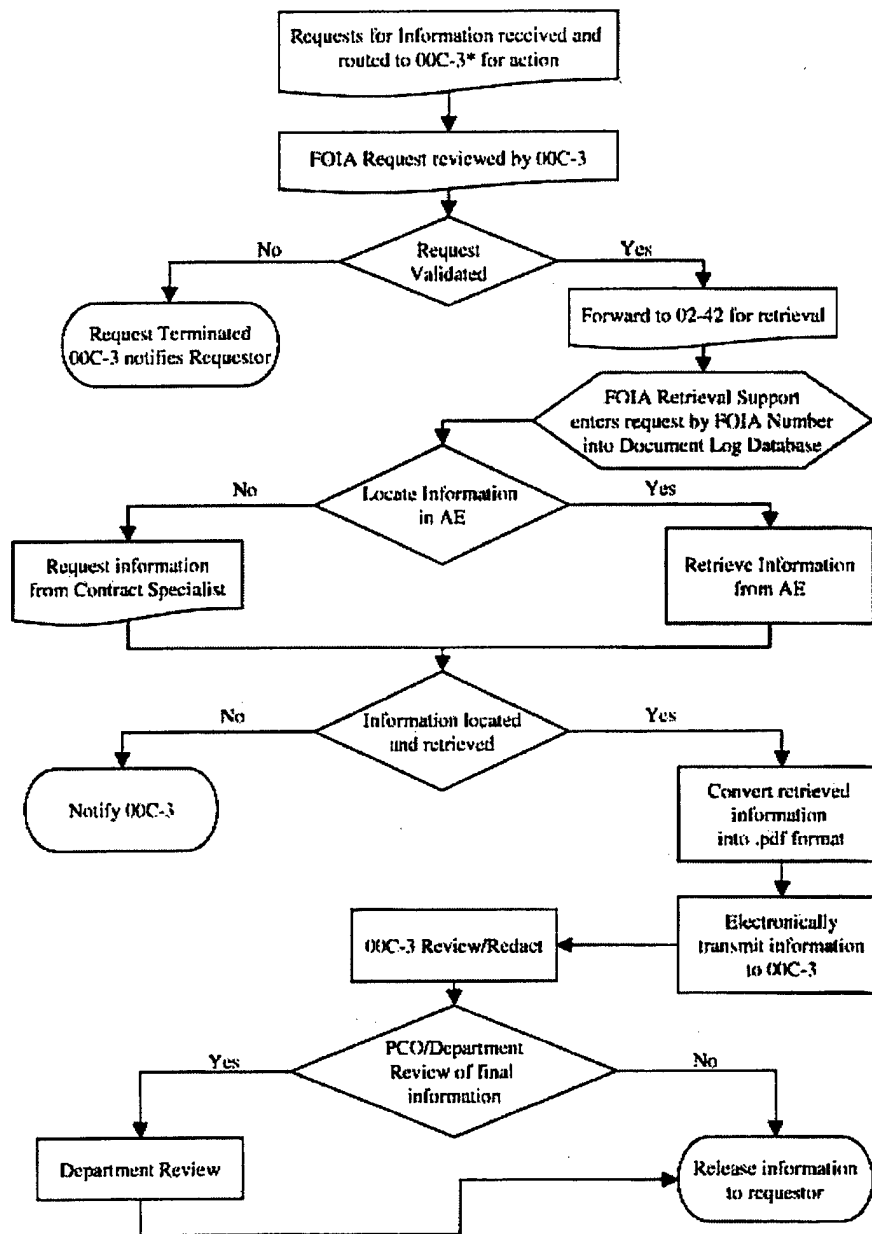 Requests for Information received and
routed to 00C-3* for action
FOIA Request reviewed by 00C-3
Request
Validated
No
Yes
Request Terminated
00C-3 notifies Requestor
Forward to 02-42 for retrieval
FOIA Retrieval Support
enters request by FOIA Number
into Document Log Database
Locate Information
in AE
No
Yes
Request information
from Contract Specialist
Retrieve Information
from AE
Information located
and retrieved
No
Yes
Notify 00C-3
Convert retrieved
information
into .pdf format
Electronically
transmit information
to 00C-3
00C-3 Review/Redact
PCO/Department
Review of final
information
Yes
No
Department Review
Release information
to requestor